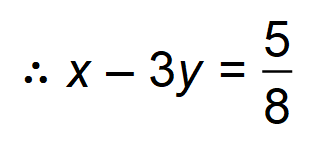 ∴ x – 3y = 5/8